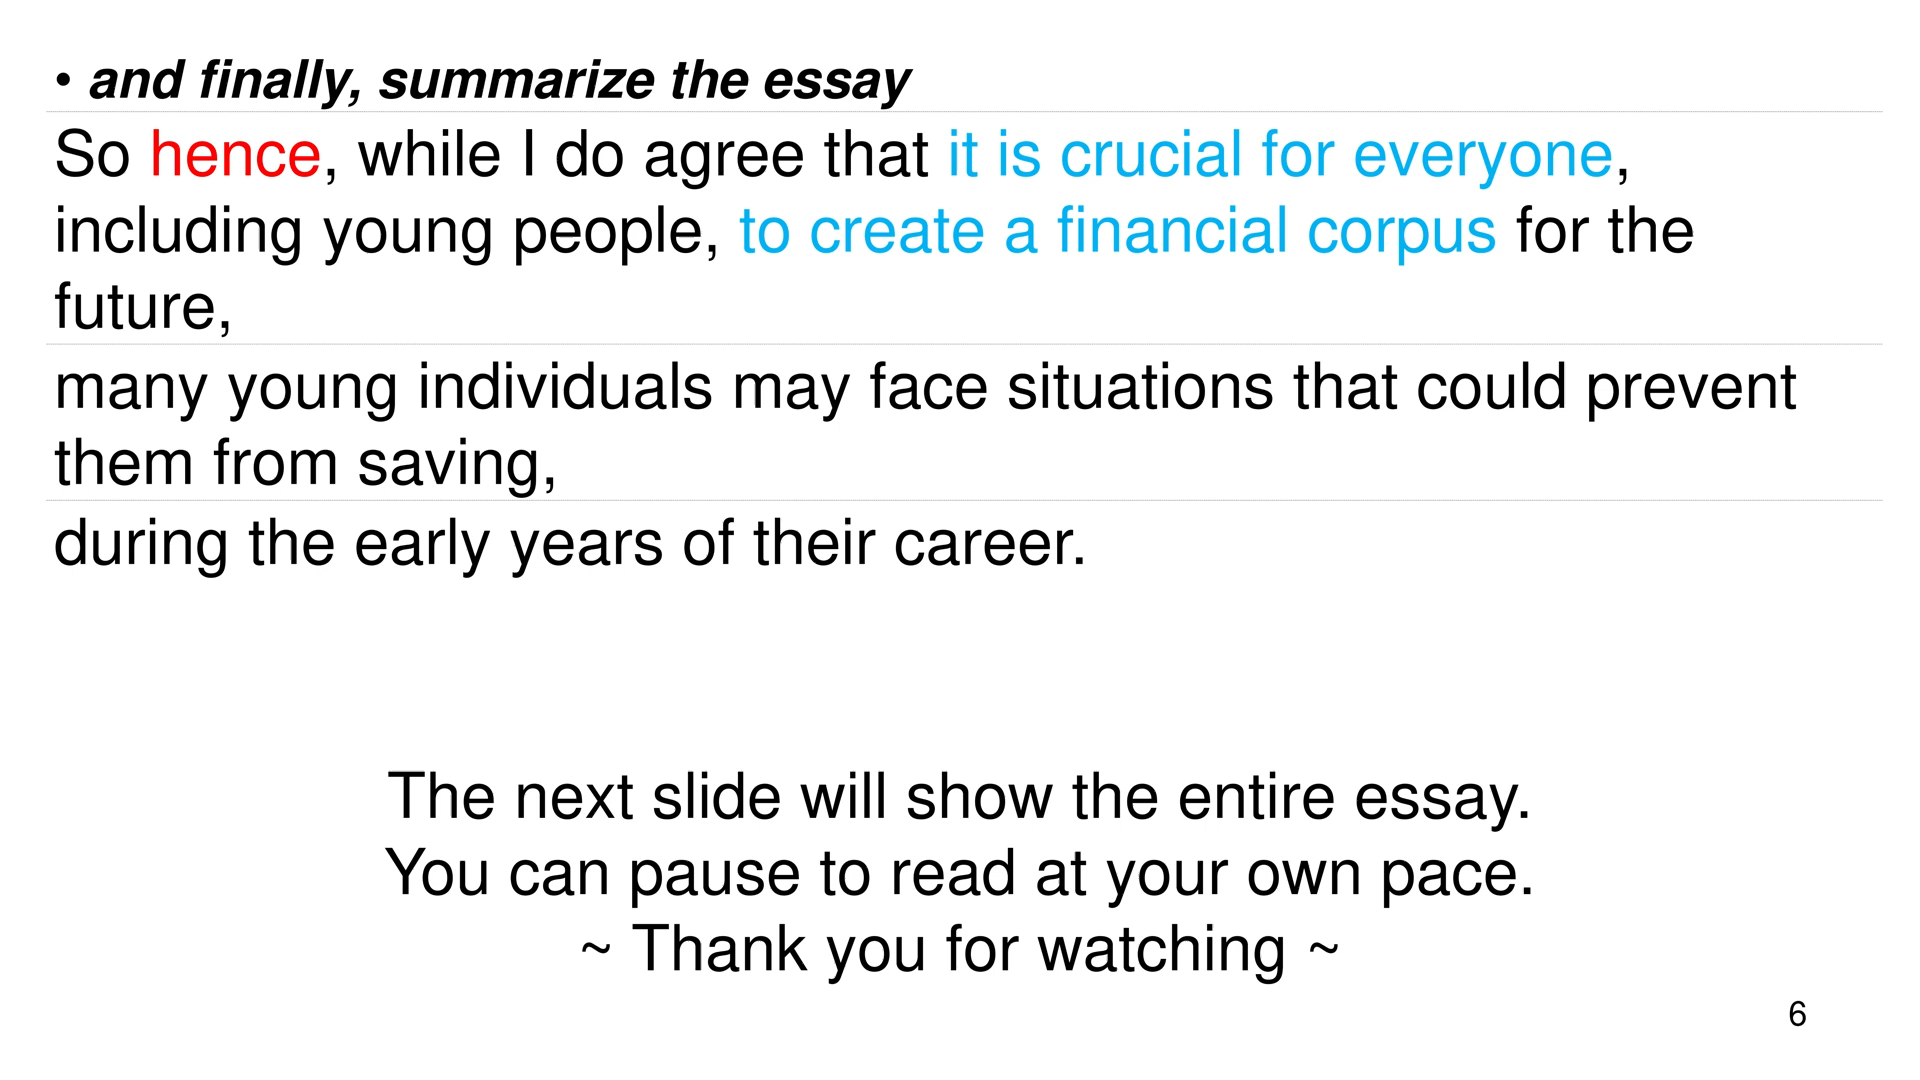 • and finally, summarize the essay
So hence, while I do agree that it is crucial for everyone,
including young people, to create a financial corpus for the
future,
many young individuals may face situations that could prevent
them from saving,
during the early years of their career.
The next slide will show the entire essay.
You can pause to read at your own pace.
~ Thank you for watching ~
6